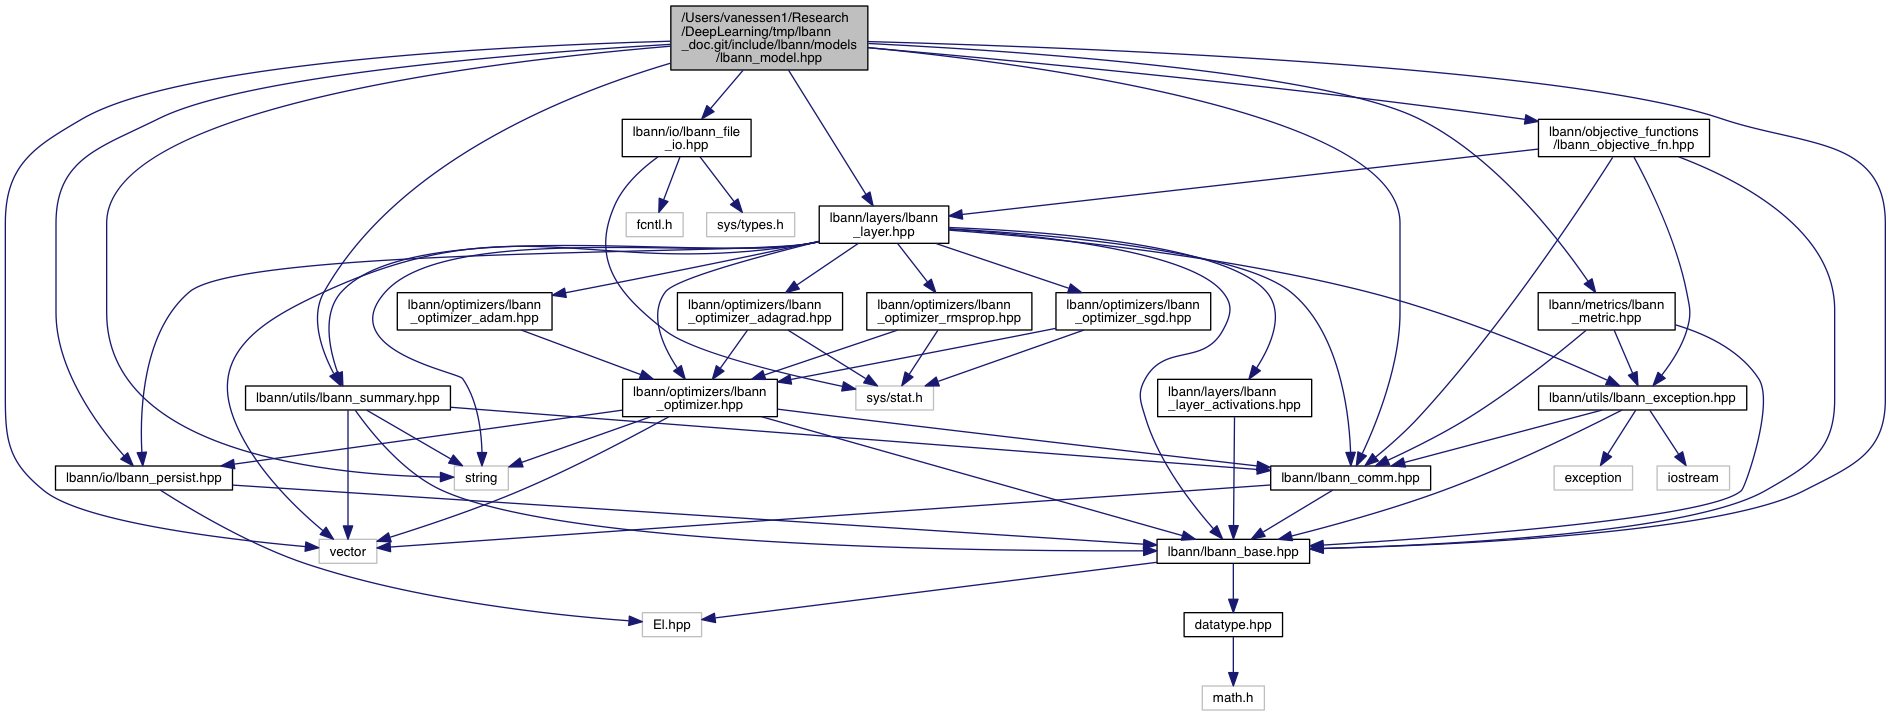 /Users/vanessen1/Research
/DeepLearning/tmp/lbann
_doc.git/include/lbann/models
/lbann_model.hpp
lbann/io/lbann_file
_io.hpp
lbann/objective_functions
/lbann_objective_fn.hpp
fcntl.h
sys/types.h
lbann/layers/lbann
_layer.hpp
lbann/optimizers/lbann
_optimizer_adam.hpp
lbann/optimizers/lbann
_optimizer_adagrad.hpp
lbann/optimizers/lbann
_optimizer_rmsprop.hpp
lbann/optimizers/lbann
_optimizer_sgd.hpp
lbann/metrics/lbann
_metric.hpp
lbann/utils/lbann_summary.hpp
lbann/optimizers/lbann
_optimizer.hpp
sys/stat.h
lbann/layers/lbann
_layer_activations.hpp
lbann/utils/lbann_exception.hpp
lbann/io/lbann_persist.hpp
string
lbann/lbann_comm.hpp
exception
iostream
vector
lbann/lbann_base.hpp
El.hpp
datatype.hpp
math.h